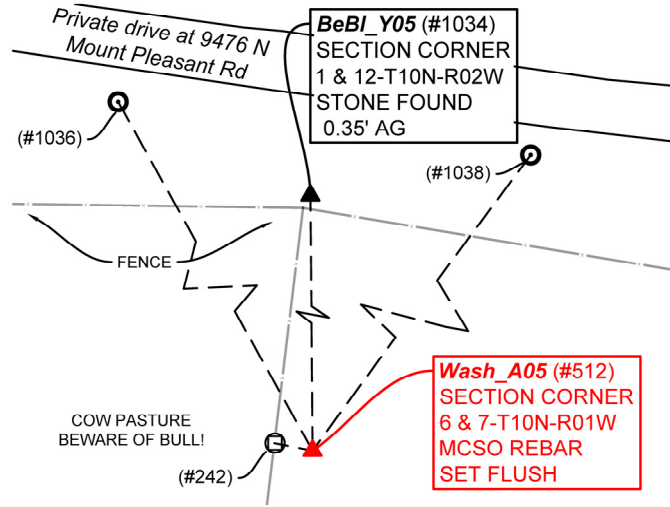 Private drive at 9476 N
Mount Pleasant Rd
BeBl_Y05 (#1034)
SECTION CORNER
1 & 12-T10N-R02W
STONE FOUND
0.35' AG
(#1036)
(#1038)
FENCE
Wash_A05 (#512)
SECTION CORNER
6 & 7-T10N-R01W
MCSO REBAR
SET FLUSH
COW PASTURE
BEWARE OF BULL!
(#242)